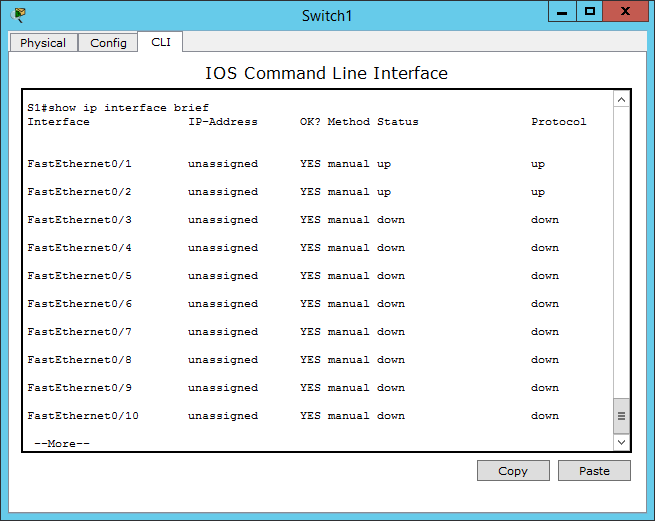 Switch1
Physical Config CLI
IOS Command Line Interface
S1#show ip interface brief
Interface IP-Address OK? Method Status Protocol
FastEthernet0/1 unassigned YES manual up up
FastEthernet0/2 unassigned YES manual up up
FastEthernet0/3 unassigned YES manual down down
FastEthernet0/4 unassigned YES manual down down
FastEthernet0/5 unassigned YES manual down down
FastEthernet0/6 unassigned YES manual down down
FastEthernet0/7 unassigned YES manual down down
FastEthernet0/8 unassigned YES manual down down
FastEthernet0/9 unassigned YES manual down down
FastEthernet0/10 unassigned YES manual down down
--More--
Copy Paste